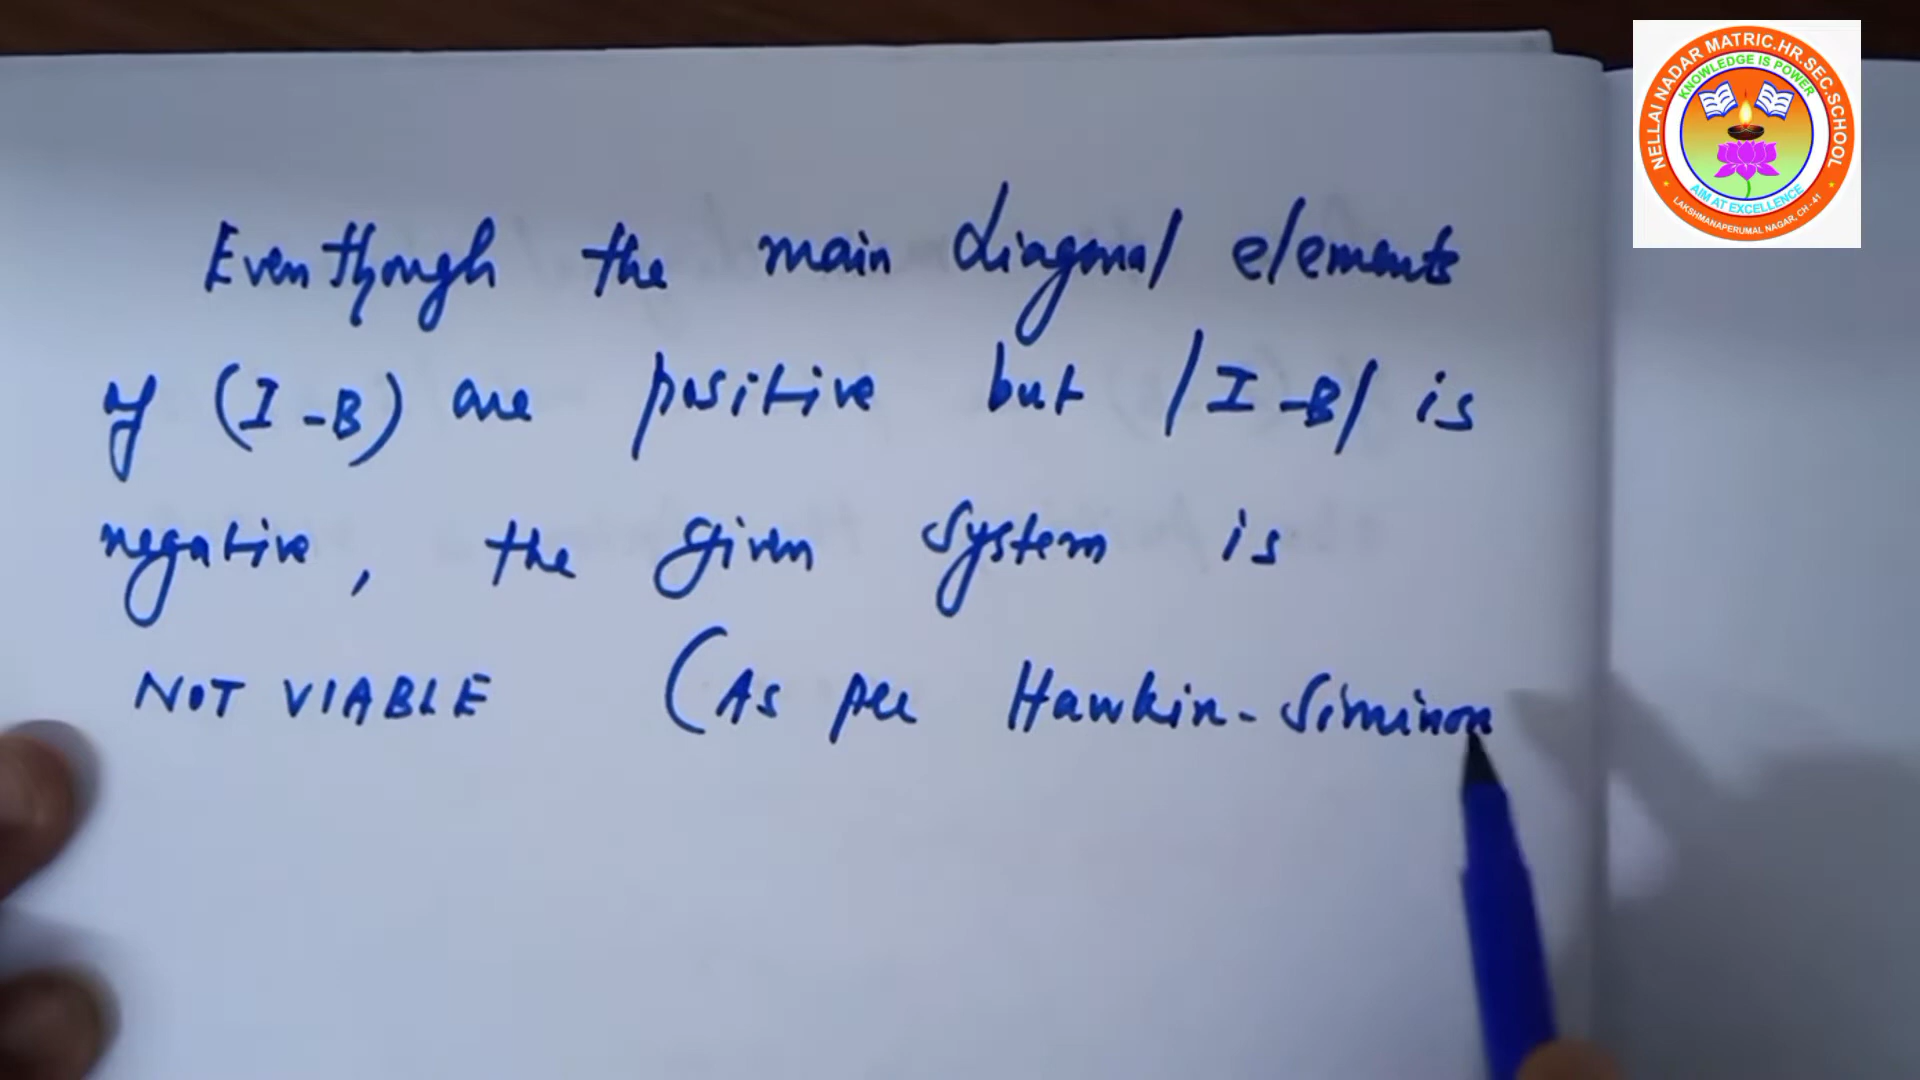 Eventhough the main diagonal elements
of (I - B) are positive but |I - B| is
negative, the given system is
NOT VIABLE (As per Hawkin - Siminon
NELLAI NADAR MATRIC.HR.SEC.SCHOOL
KNOWLEDGE IS POWER
AIM AT EXCELLENCE
LAKSHMANAPERUMAL NAGAR, CH - 41